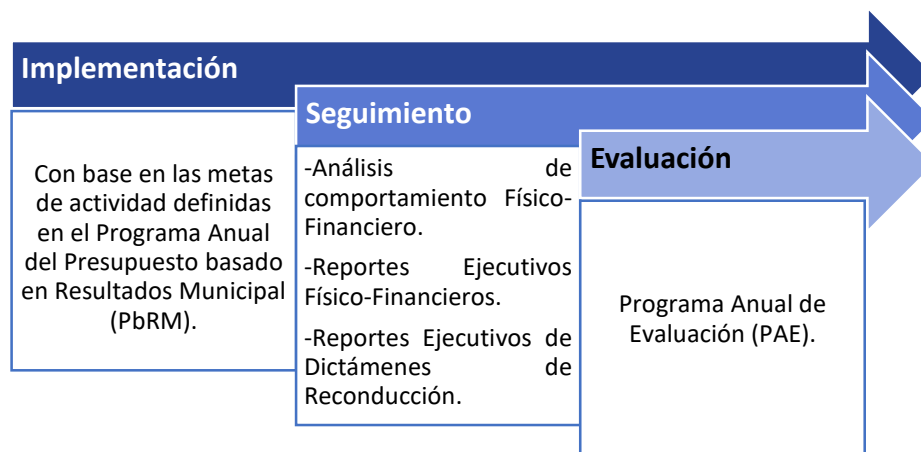 Implementación
Con base en las metas
de actividad definidas
en el Programa Anual
del Presupuesto basado
en Resultados Municipal
(PbRM).
Seguimiento
-Análisis de
comportamiento Físico-
Financiero.
-Reportes Ejecutivos
Físico-Financieros.
-Reportes Ejecutivos de
Dictámenes de
Reconducción.
Evaluación
Programa Anual de
Evaluación (PAE).